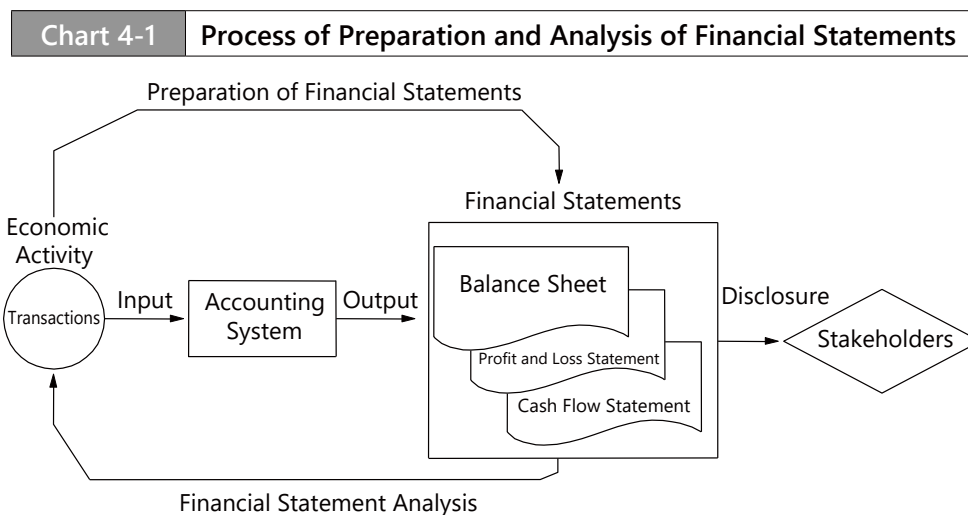 Chart 4-1 Process of Preparation and Analysis of Financial Statements
Preparation of Financial Statements
Financial Statements
Economic
Activity
Transactions
Input
Accounting
System
Output
Balance Sheet
Profit and Loss Statement
Cash Flow Statement
Disclosure
Stakeholders
Financial Statement Analysis